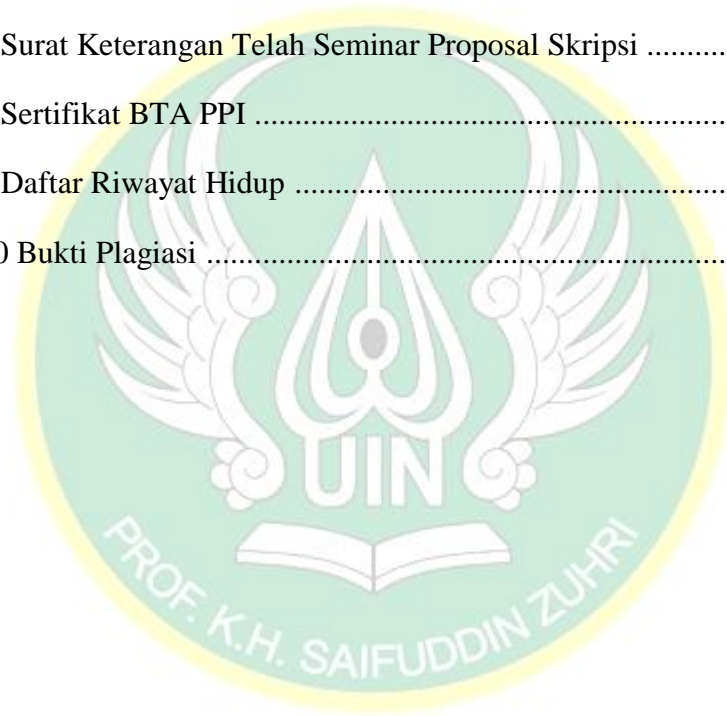 Surat Keterangan Telah Seminar Proposal Skripsi ..........
Sertifikat BTA PPI ..................................................
Daftar Riwayat Hidup .............................................
0 Bukti Plagiasi ......................................................
UIN
PROF. K.H. SAIFUDDIN ZUHRI